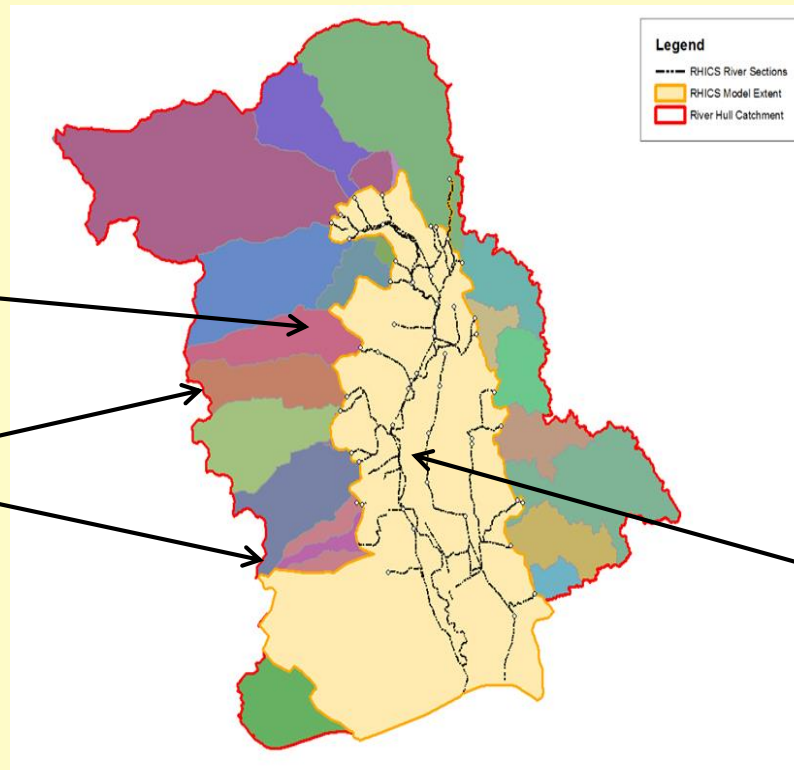 Legend
RHICS River Sections
RHICS Model Extent
River Hull Catchment